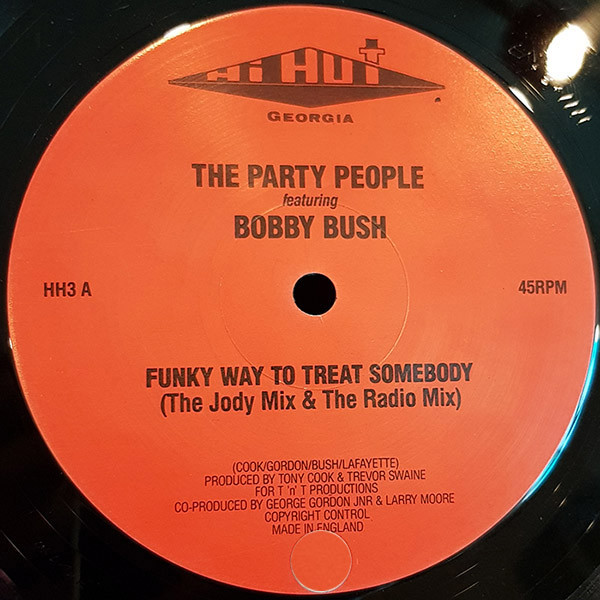 HI HUT
GEORGIA
THE PARTY PEOPLE
featuring
BOBBY BUSH
HH3 A
45RPM
FUNKY WAY TO TREAT SOMEBODY
(The Jody Mix & The Radio Mix)
(COOK/GORDON/BUSH/LAFAYETTE)
PRODUCED BY TONY COOK & TREVOR SWAINE
FOR T 'n' T PRODUCTIONS
CO-PRODUCED BY GEORGE GORDON JNR & LARRY MOORE
COPYRIGHT CONTROL
MADE IN ENGLAND